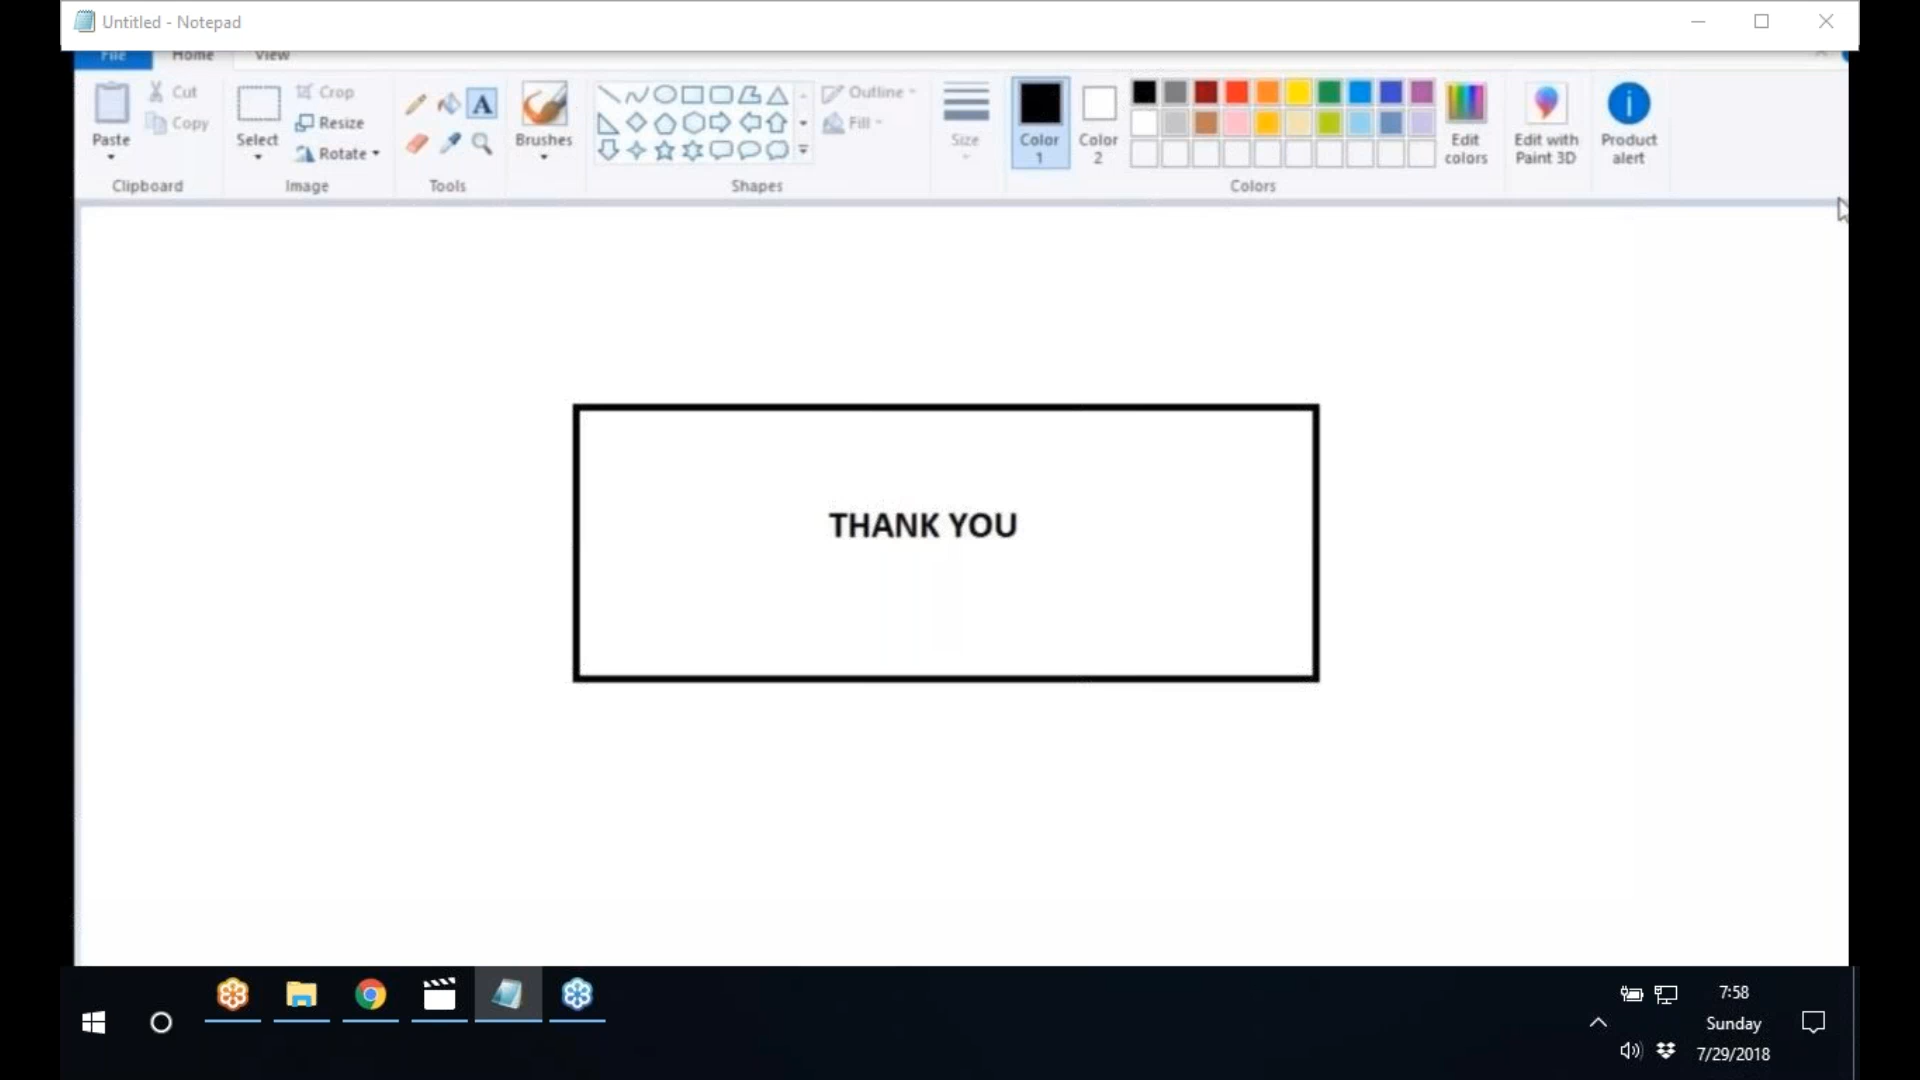 Untitled - Notepad
File Home View
Paste
Cut
Copy
Clipboard
Select
Crop
Resize
Rotate
Image
A
Tools
Brushes
Shapes
Outline
Fill
Size
Color
1
Color
2
Colors
Edit
colors
Edit with
Paint 3D
Product
alert
THANK YOU
7:58
Sunday
7/29/2018